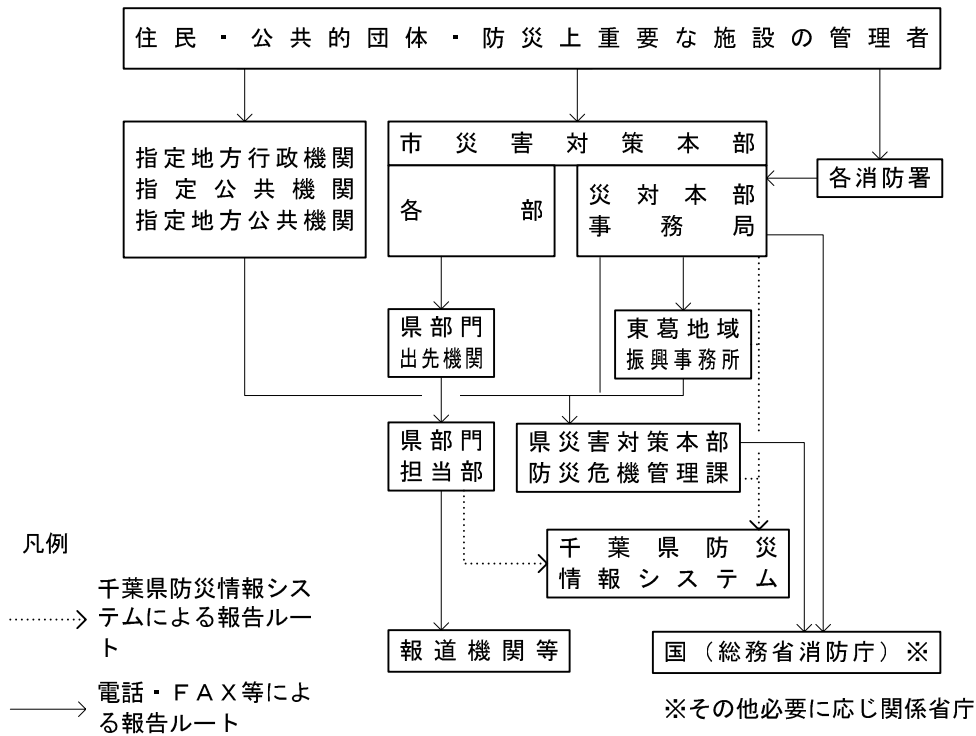 住民・公共的団体・防災上重要な施設の管理者
指定地方行政機関
指定公共機関
指定地方公共機関
市災害対策本部
各部
災対本部
事務局
各消防署
県部門
出先機関
東葛地域
振興事務所
県部門
担当部
県災害対策本部
防災危機管理課
千葉県防災
情報システム
報道機関等
国（総務省消防庁）※
※その他必要に応じ関係省庁
凡例
千葉県防災情報シス
テムによる報告ルー
ト
電話・ＦＡＸ等によ
る報告ルート